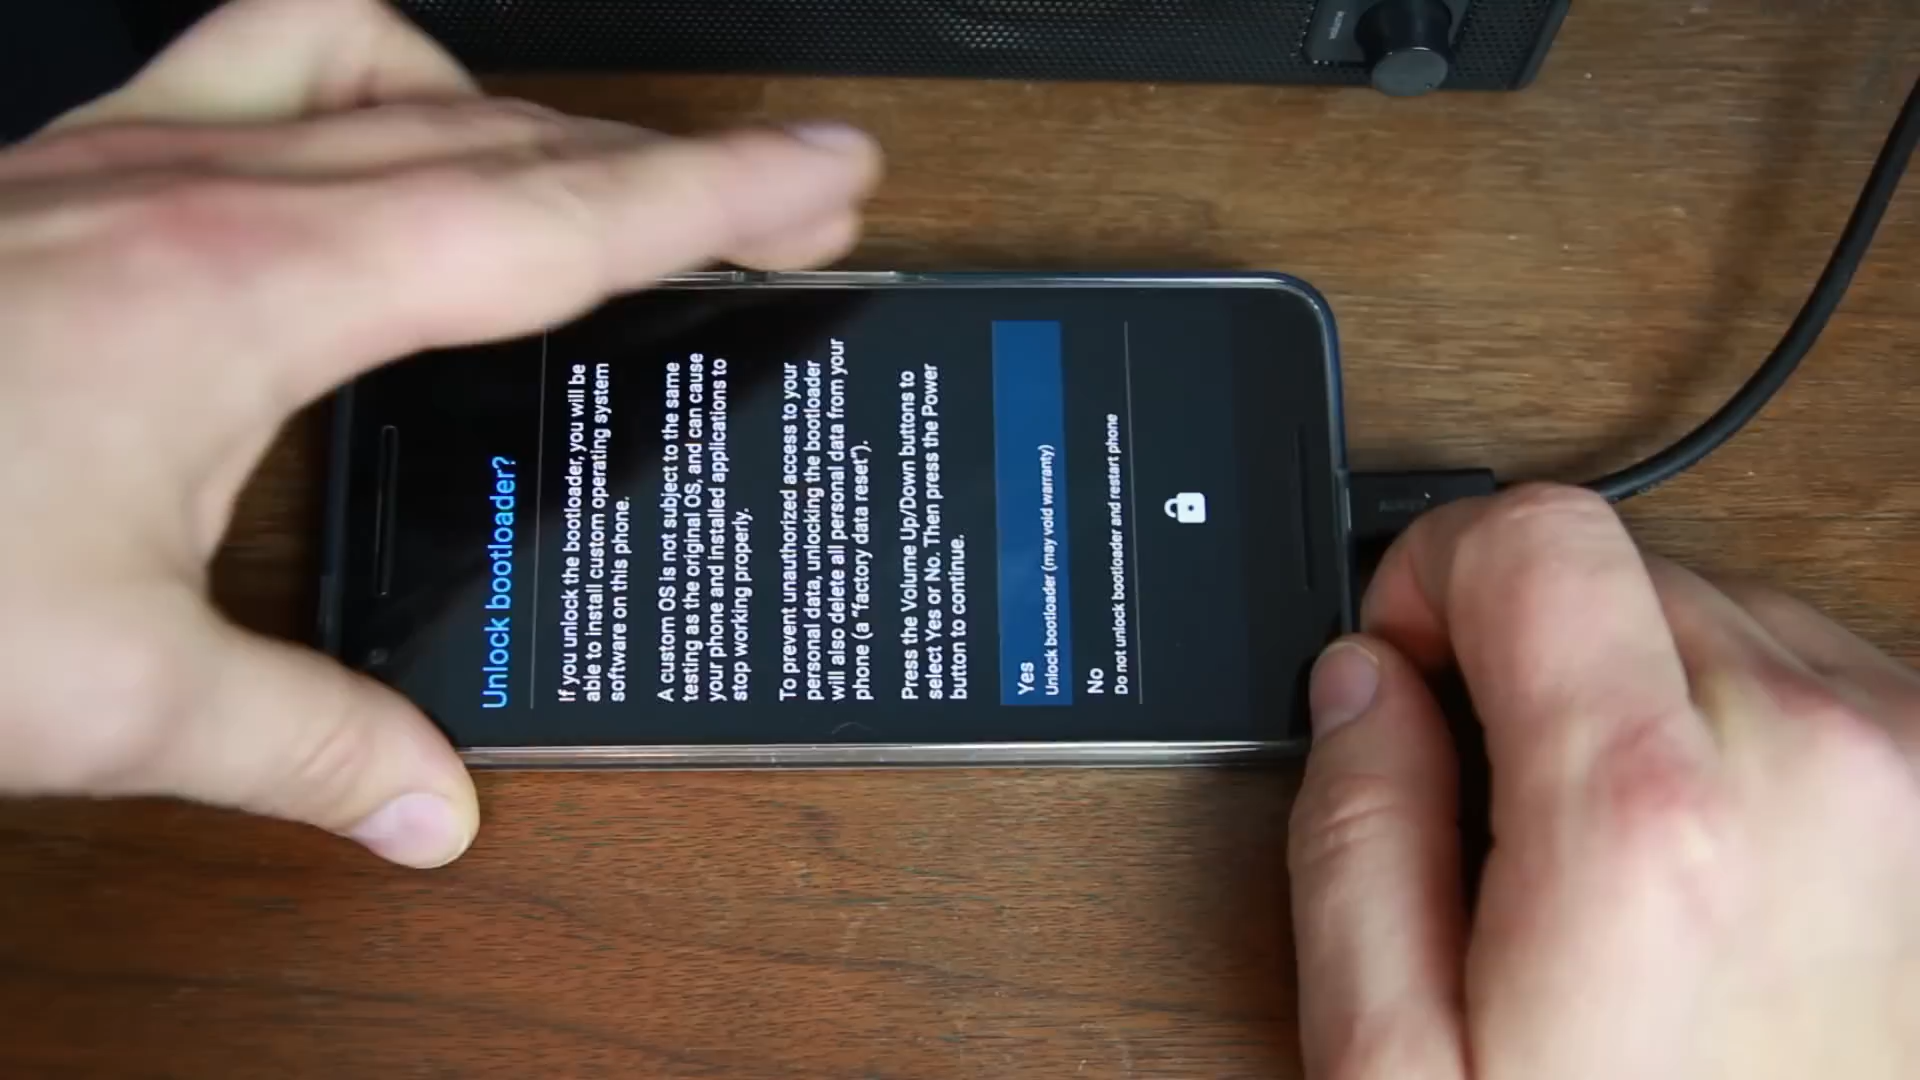 Unlock bootloader?
If you unlock the bootloader, you will be
able to install custom operating system
software on this phone.
A custom OS is not subject to the same
testing as the original OS, and can cause
your phone and installed applications to
stop working properly.
To prevent unauthorized access to your
personal data, unlocking the bootloader
will also delete all personal data from your
phone (a "factory data reset").
Press the Volume Up/Down buttons to
select Yes or No. Then press the Power
button to continue.
Yes
Unlock bootloader (may void warranty)
No
Do not unlock bootloader and restart phone